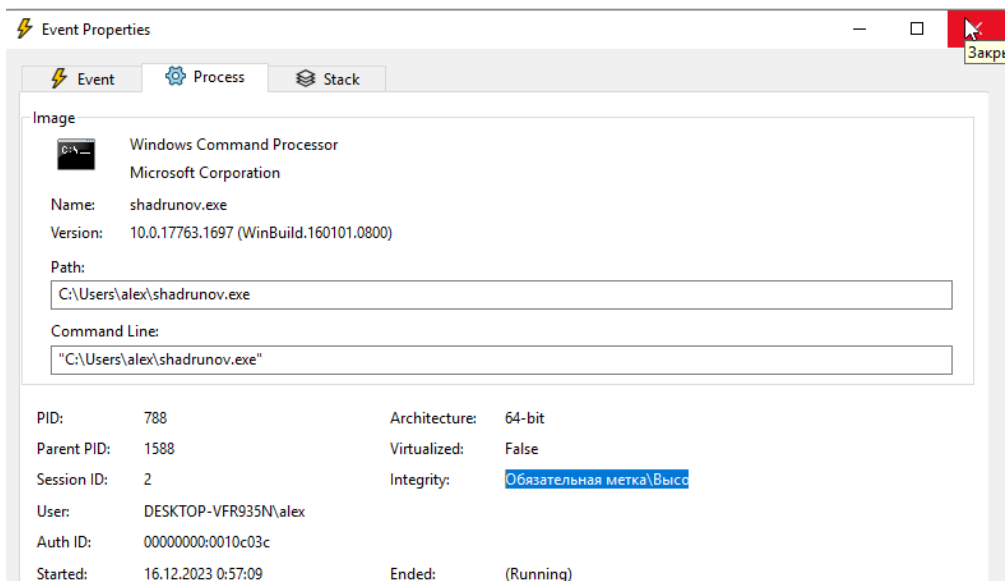 Event Properties
Закры
Event Process Stack
Image
C:\
Windows Command Processor
Microsoft Corporation
Name: shadrunov.exe
Version: 10.0.17763.1697 (WinBuild.160101.0800)
Path:
C:\Users\alex\shadrunov.exe
Command Line:
"C:\Users\alex\shadrunov.exe"
PID: 788 Architecture: 64-bit
Parent PID: 1588 Virtualized: False
Session ID: 2 Integrity: Обязательная метка\Высо
User: DESKTOP-VFR935N\alex
Auth ID: 00000000:0010c03c
Started: 16.12.2023 0:57:09 Ended: (Running)